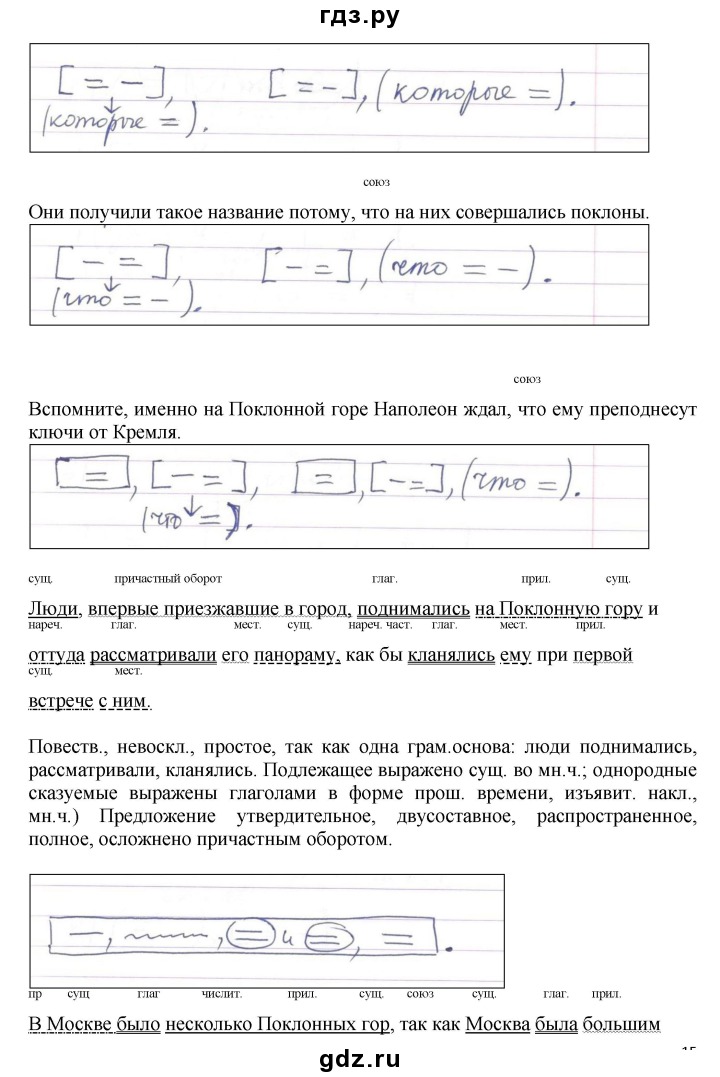 гдз.ру
[ = – ], [ = – ], (которые = ).
(которые = ).
союз
Они получили такое название потому, что на них совершались поклоны.
[ – = ], [ – = ], (что = – ).
(что = – ).
союз
Вспомните, именно на Поклонной горе Наполеон ждал, что ему преподнесут
ключи от Кремля.
[ = ], [ – = ], [ = ], [ – = ], (что = ).
(что = ).
сущ. причастный оборот глаг. прил. сущ.
Люди, впервые приезжавшие в город, поднимались на Поклонную гору и
нареч. глаг. мест. сущ. нареч. част. глаг. мест. прил.
оттуда рассматривали его панораму, как бы кланялись ему при первой
сущ. мест.
встрече с ним.
Повеств., невоскл., простое, так как одна грам.основа: люди поднимались,
рассматривали, кланялись. Подлежащее выражено сущ. во мн.ч.; однородные
сказуемые выражены глаголами в форме прош. времени, изъявит. накл.,
мн.ч.) Предложение утвердительное, двусоставное, распространенное,
полное, осложнено причастным оборотом.
и
пр сущ глаг числит. прил. сущ. союз сущ. глаг. прил.
В Москве было несколько Поклонных гор, так как Москва была большим
gdz.ru